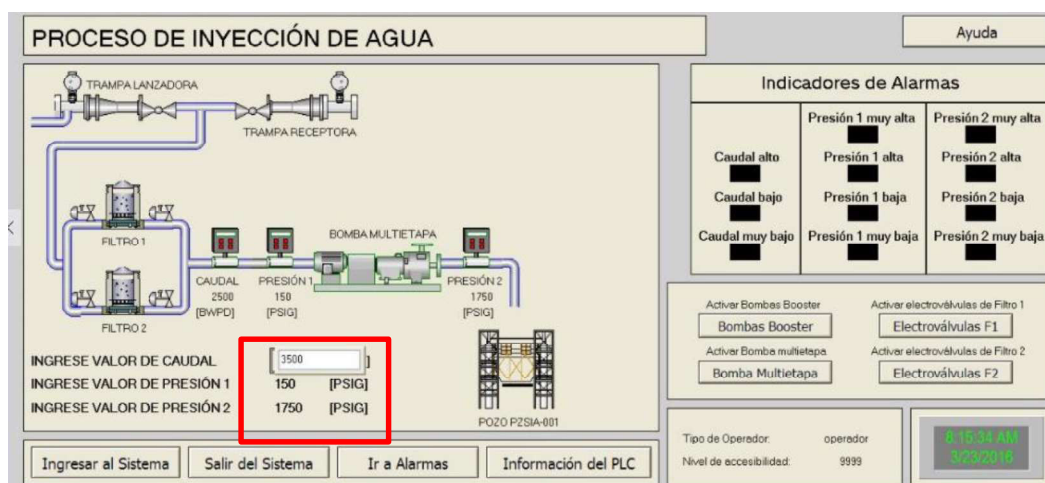 PROCESO DE INYECCIÓN DE AGUA
Ayuda
TRAMPA LANZADORA
TRAMPA RECEPTORA
FILTRO 1
FILTRO 2
BOMBA MULTIETAPA
CAUDAL
2500
[BWPD]
PRESIÓN 1
150
[PSIG]
PRESIÓN 2
1750
[PSIG]
INGRESE VALOR DE CAUDAL [ 3500 ]
INGRESE VALOR DE PRESIÓN 1 150 [PSIG]
INGRESE VALOR DE PRESIÓN 2 1750 [PSIG]
POZO PZSIA-001
Ingresar al Sistema
Salir del Sistema
Ir a Alarmas
Información del PLC
Indicadores de Alarmas
Presión 1 muy alta Presión 2 muy alta
Caudal alto Presión 1 alta Presión 2 alta
Caudal bajo Presión 1 baja Presión 2 baja
Caudal muy bajo Presión 1 muy baja Presión 2 muy baja
Activar Bombas Booster Activar electroválvulas de Filtro 1
Bombas Booster Electroválvulas F1
Activar Bomba multietapa Activar electroválvulas de Filtro 2
Bomba Multietapa Electroválvulas F2
Tipo de Operador: operador
Nivel de accesibilidad: 9999
8:15:34 AM
3/23/2016